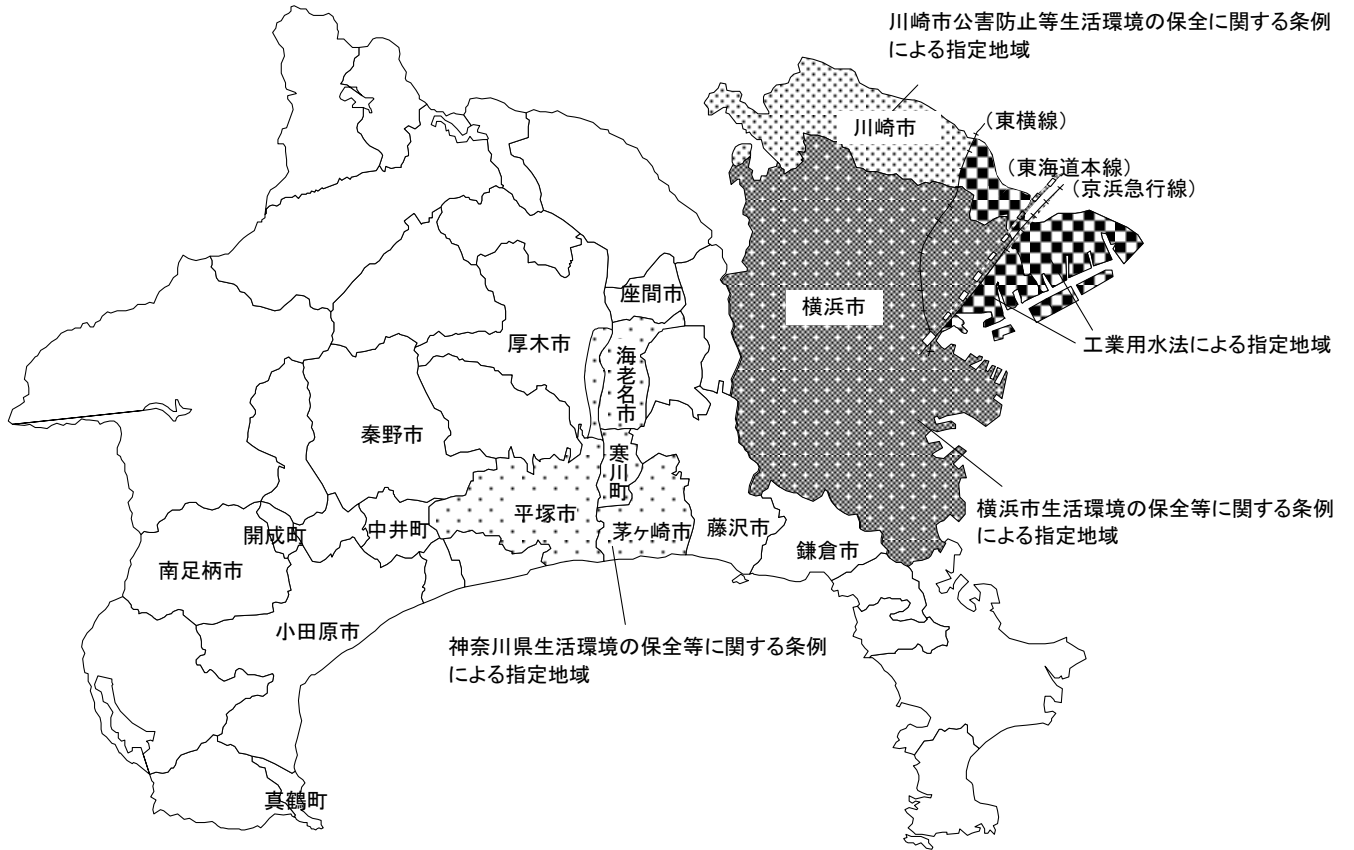 川崎市公害防止等生活環境の保全に関する条例
による指定地域
川崎市
(東横線)
(東海道本線)
(京浜急行線)
座間市
横浜市
厚木市
工業用水法による指定地域
海老名市
秦野市
寒川町
平塚市
横浜市生活環境の保全等に関する条例
による指定地域
開成町
中井町
茅ヶ崎市
藤沢市
鎌倉市
南足柄市
小田原市
神奈川県生活環境の保全等に関する条例
による指定地域
真鶴町